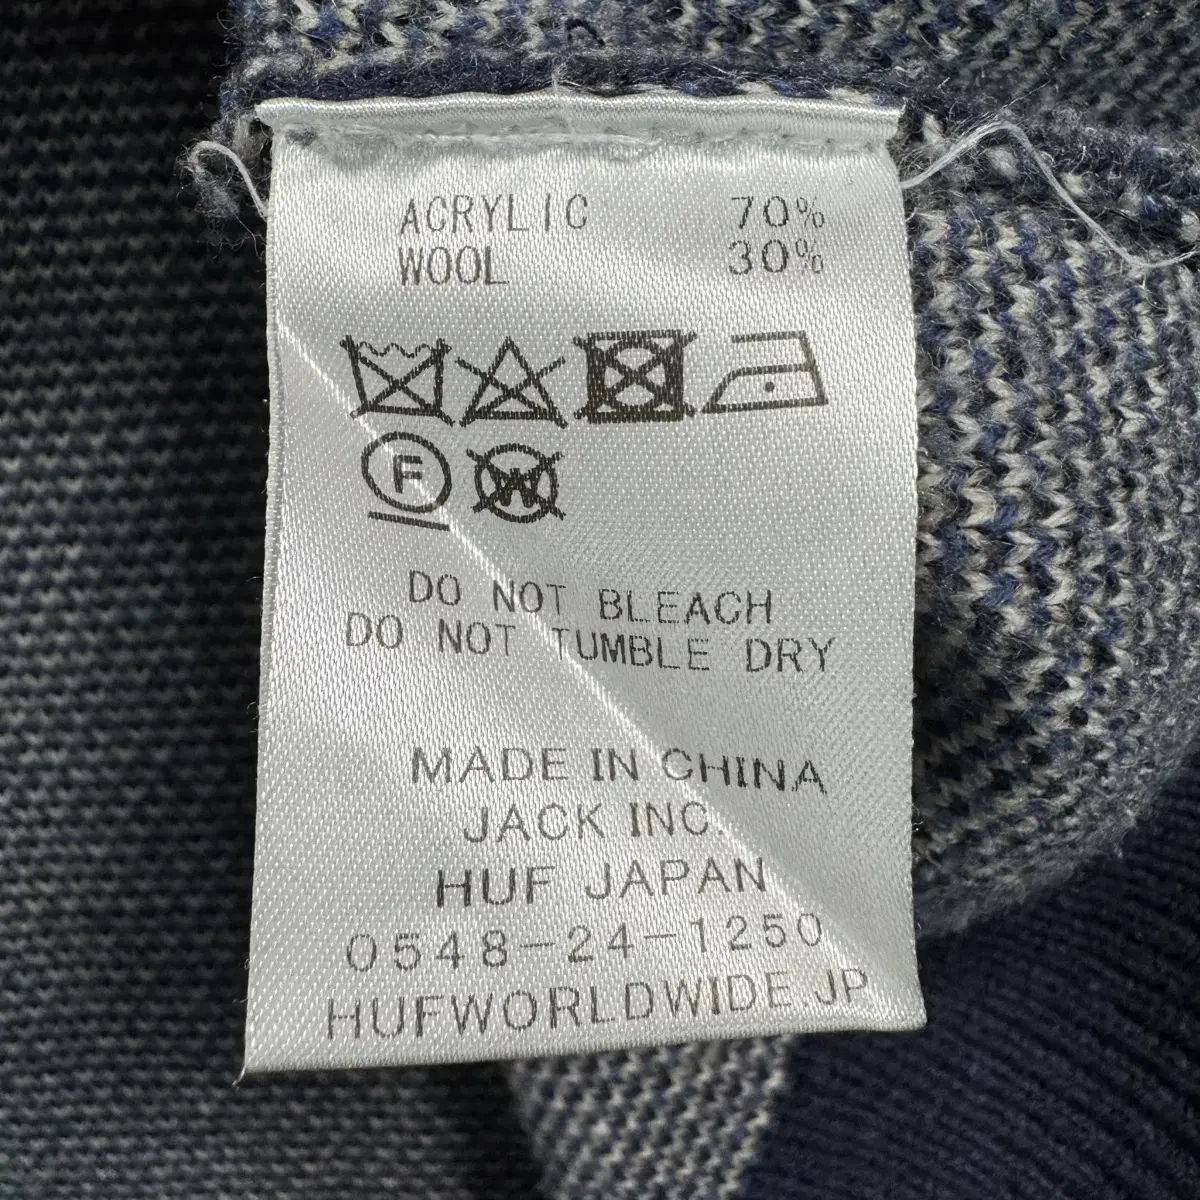 ACRYLIC 70%
WOOL 30%
F W
DO NOT BLEACH
DO NOT TUMBLE DRY
MADE IN CHINA
JACK INC.
HUF JAPAN
0548-24-1250
HUFWORLDWIDE.JP